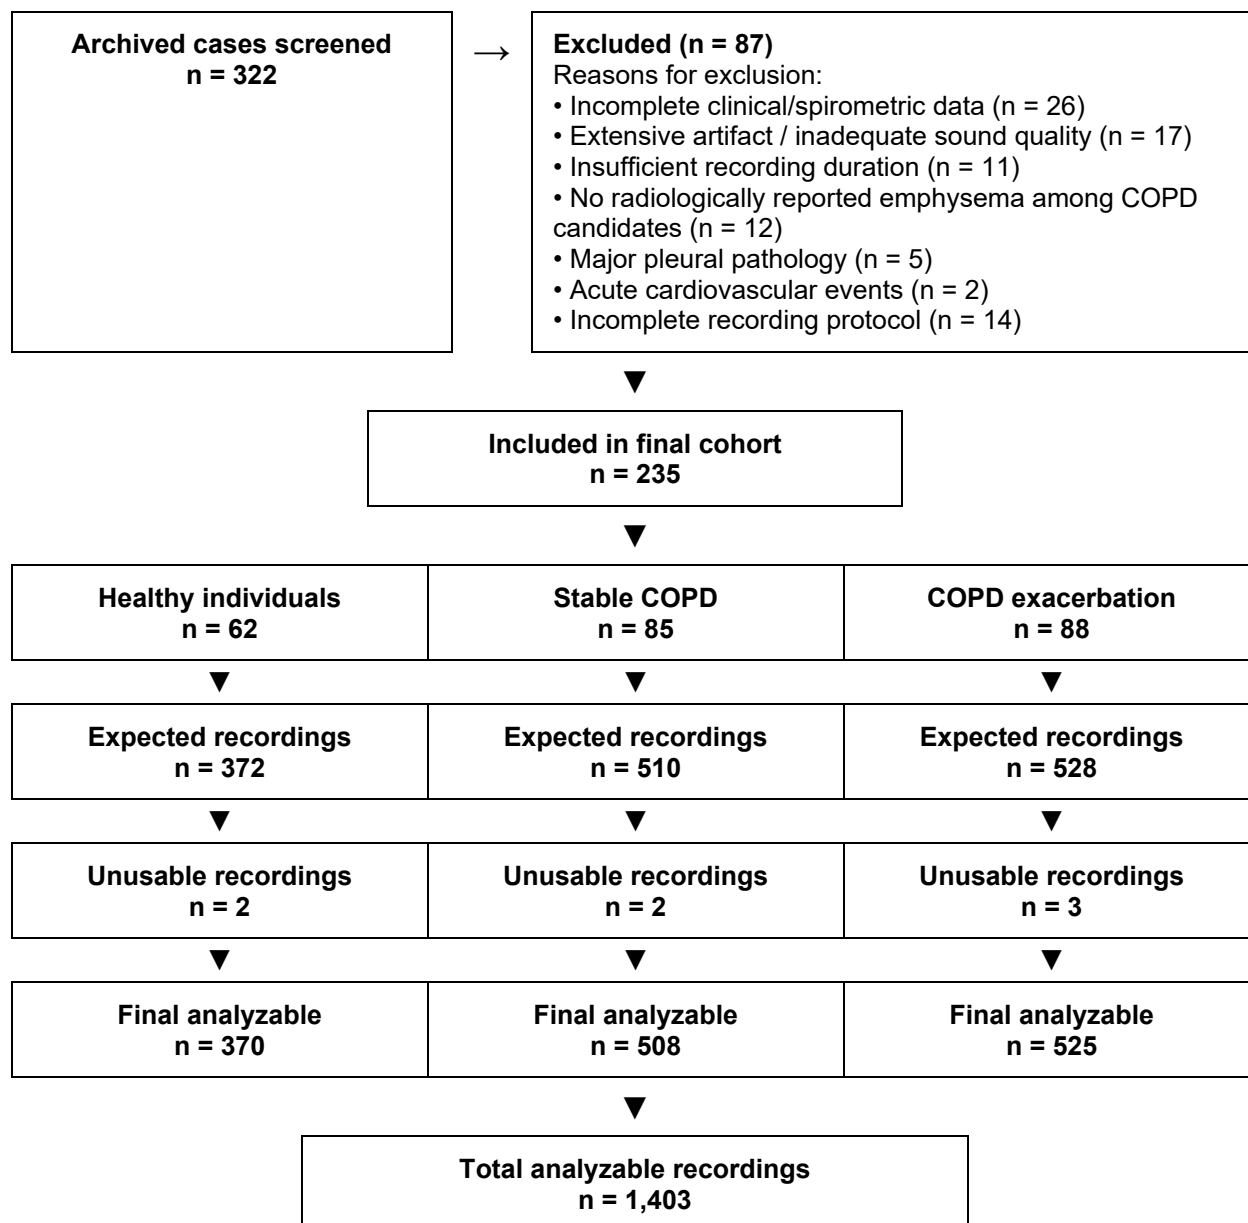 Archived cases screened
n = 322
→
Excluded (n = 87)
Reasons for exclusion:
• Incomplete clinical/spirometric data (n = 26)
• Extensive artifact / inadequate sound quality (n = 17)
• Insufficient recording duration (n = 11)
• No radiologically reported emphysema among COPD
candidates (n = 12)
• Major pleural pathology (n = 5)
• Acute cardiovascular events (n = 2)
• Incomplete recording protocol (n = 14)
▼
Included in final cohort
n = 235
▼
Healthy individuals
n = 62
Stable COPD
n = 85
COPD exacerbation
n = 88
▼ ▼ ▼
Expected recordings
n = 372
Expected recordings
n = 510
Expected recordings
n = 528
▼ ▼ ▼
Unusable recordings
n = 2
Unusable recordings
n = 2
Unusable recordings
n = 3
▼ ▼ ▼
Final analyzable
n = 370
Final analyzable
n = 508
Final analyzable
n = 525
▼
Total analyzable recordings
n = 1,403